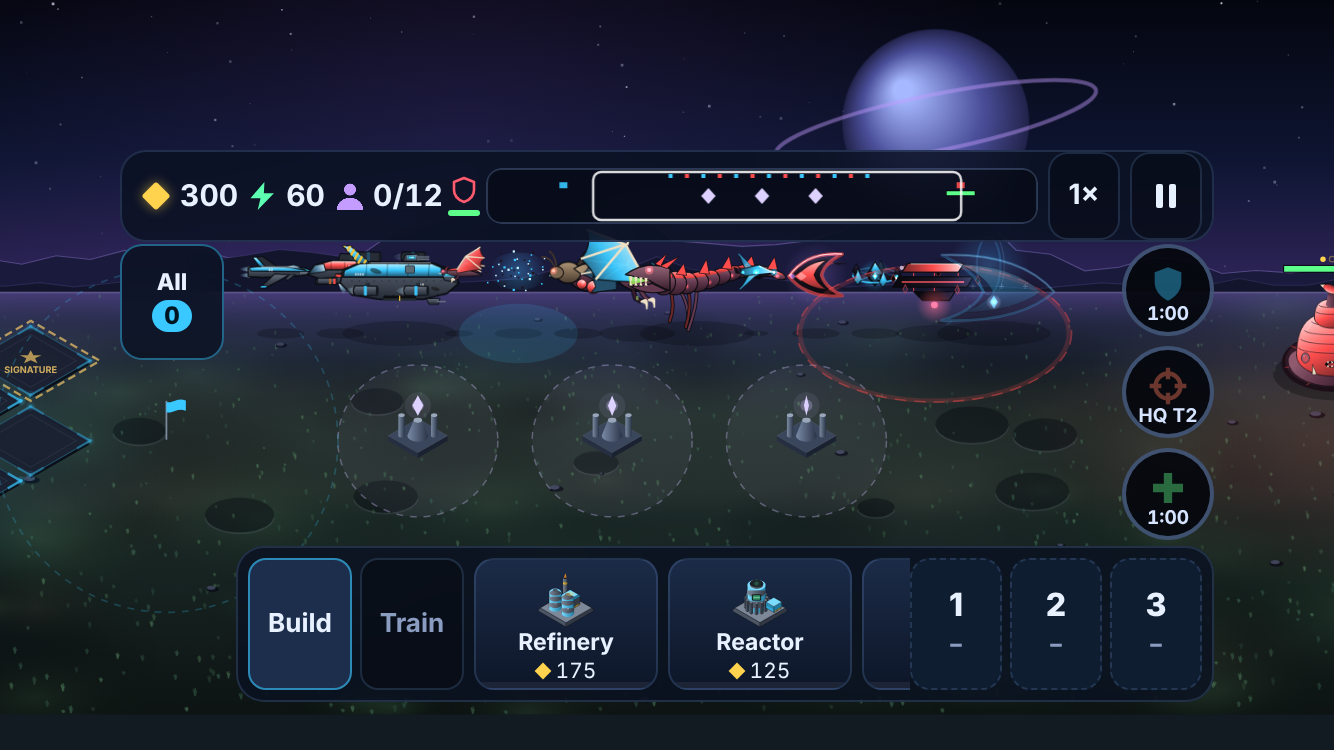 300 60 0/12 1×
All
0
1:00
SIGNATURE
HQ T2
1:00
Build Train Refinery Reactor 1 2 3
175 125 – – –